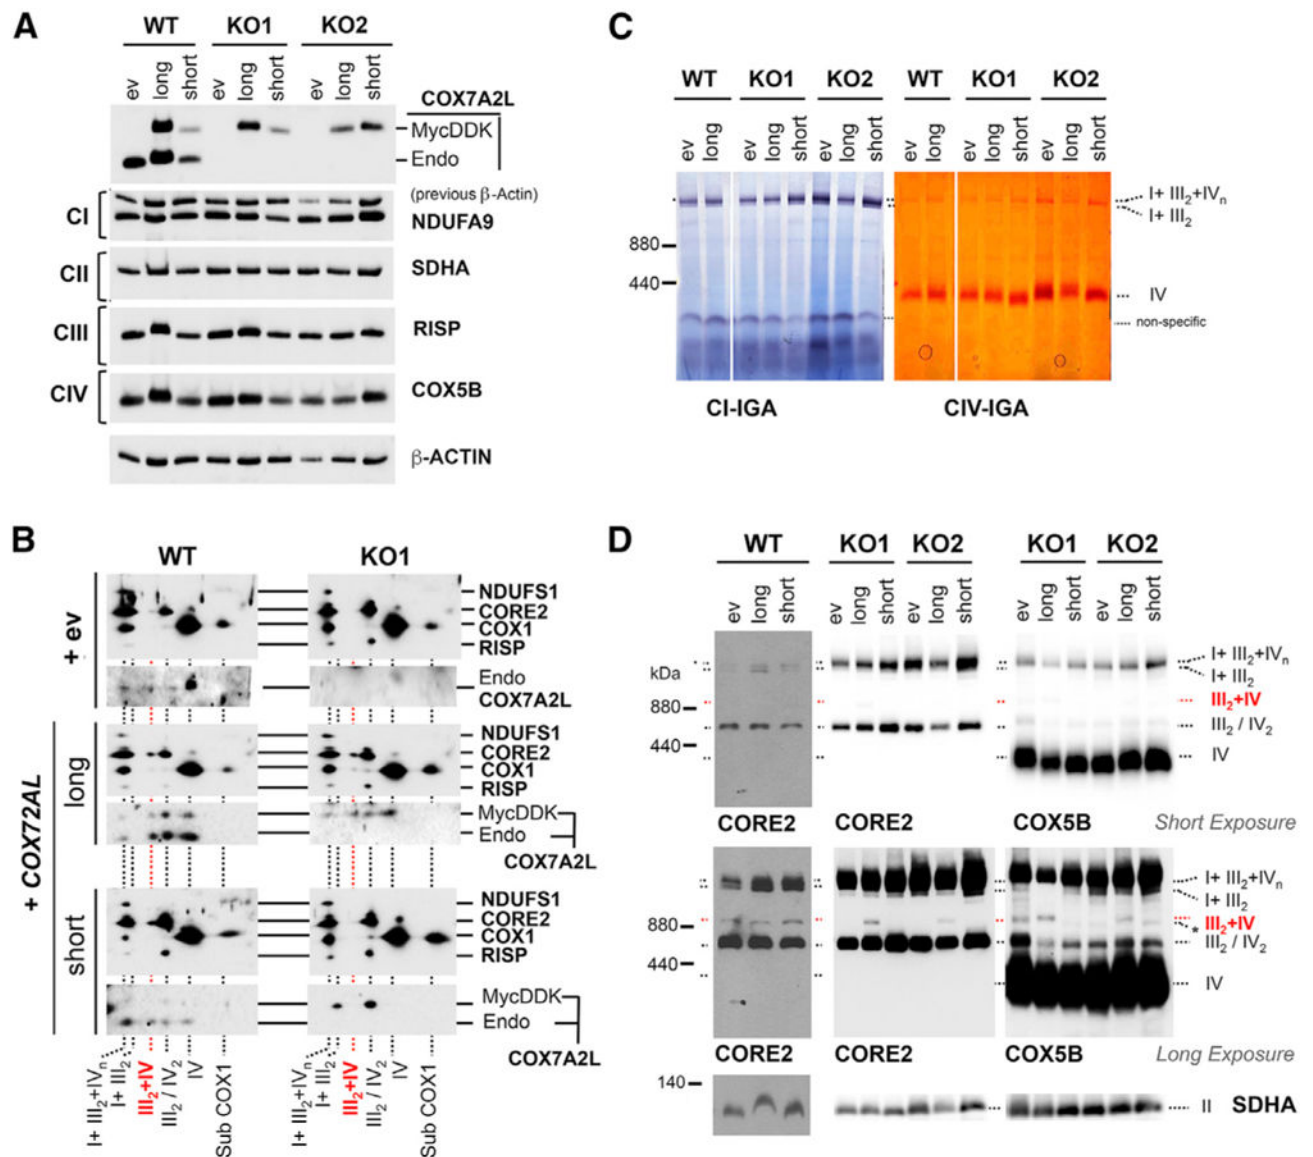 A
WT KO1 KO2
ev long short ev long short ev long short
COX7A2L
MycDDK
Endo
(previous β-Actin)
CI NDUFA9
CII SDHA
CIII RISP
CIV COX5B
β-ACTIN
B
WT KO1
+ ev
NDUFS1
CORE2
COX1
RISP
Endo
COX7A2L
+ COX72AL
long
NDUFS1
CORE2
COX1
RISP
MycDDK
Endo
COX7A2L
short
NDUFS1
CORE2
COX1
RISP
MycDDK
Endo
COX7A2L
I+ III2+IVn I+ III2 III2+IV III2 / IV2 IV Sub COX1 I+ III2+IVn I+ III2 III2+IV III2 / IV2 IV Sub COX1
C
WT KO1 KO2 WT KO1 KO2
ev long ev long short ev long short ev long ev long short ev long short
I+ III2+IVn
I+ III2
880
440
IV
non-specific
CI-IGA CIV-IGA
D
WT KO1 KO2 KO1 KO2
ev long short ev long short ev long short ev long short ev long short
kDa
I+ III2+IVn
I+ III2
880
III2+IV
III2 / IV2
440
IV
CORE2 CORE2 COX5B Short Exposure
I+ III2+IVn
I+ III2
880
III2+IV
*
III2 / IV2
440
IV
CORE2 CORE2 COX5B Long Exposure
140
II SDHA